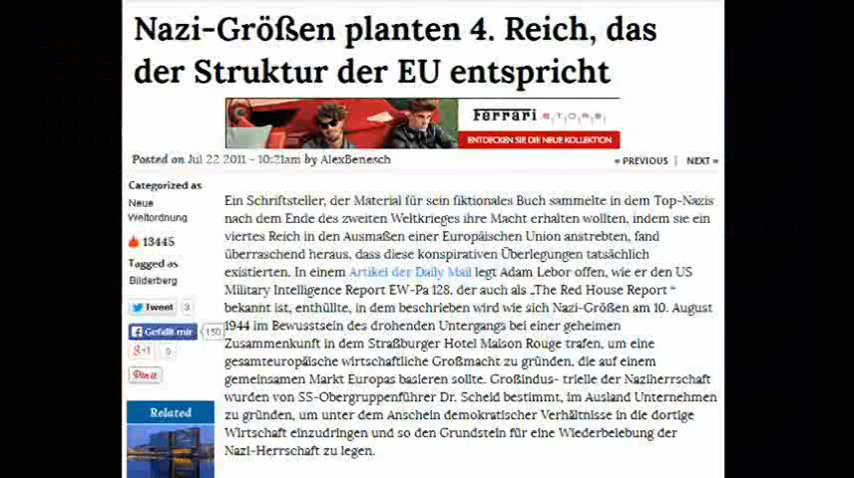 Nazi-Größen planten 4. Reich, das
der Struktur der EU entspricht
Ferrari STORE
ENTDECKEN SIE DIE NEUE KOLLEKTION
Posted on Jul 22 2011 - 10:21am by AlexBenesch
« PREVIOUS | NEXT »
Categorized as
Neue
Weltordnung
13445
Tagged as
Bilderberg
Tweet 3
Gefällt mir 150
+1 0
Pin it
Related
Ein Schriftsteller, der Material für sein fiktionales Buch sammelte in dem Top-Nazis
nach dem Ende des zweiten Weltkrieges ihre Macht erhalten wollten, indem sie ein
viertes Reich in den Ausmaßen einer Europäischen Union anstrebten, fand
überraschend heraus, dass diese konspirativen Überlegungen tatsächlich
existierten. In einem Artikel der Daily Mail legt Adam Lebor offen, wie er den US
Military Intelligence Report EW-Pa 128, der auch als „The Red House Report “
bekannt ist, enthüllte, in dem beschrieben wird wie sich Nazi-Größen am 10. August
1944 im Bewusstsein des drohenden Untergangs bei einer geheimen
Zusammenkunft in dem Straßburger Hotel Maison Rouge trafen, um eine
gesamteuropäische wirtschaftliche Großmacht zu gründen, die auf einem
gemeinsamen Markt Europas basieren sollte. Großindus- trielle der Naziherrschaft
wurden von SS-Obergruppenführer Dr. Scheid bestimmt, im Ausland Unternehmen
zu gründen, um unter dem Anschein demokratischer Verhältnisse in die dortige
Wirtschaft einzudringen und so den Grundstein für eine Wiederbelebung der
Nazi-Herrschaft zu legen.